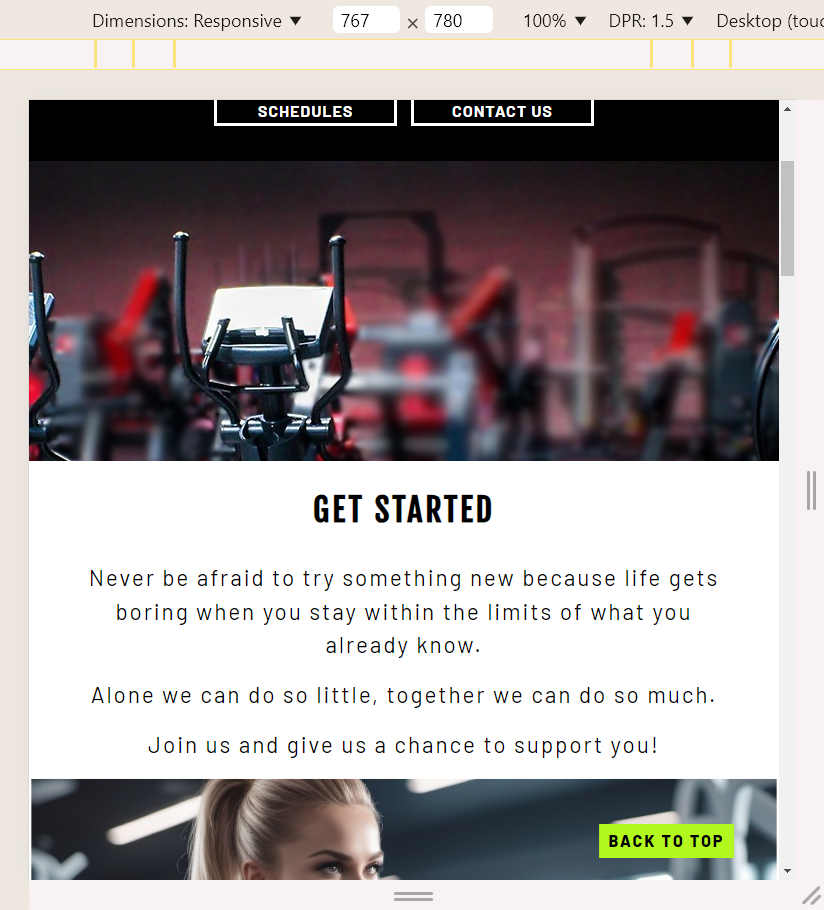 Dimensions: Responsive ▼ 767 × 780 100% ▼ DPR: 1.5 ▼ Desktop (touc
SCHEDULES CONTACT US
GET STARTED
Never be afraid to try something new because life gets
boring when you stay within the limits of what you
already know.
Alone we can do so little, together we can do so much.
Join us and give us a chance to support you!
BACK TO TOP